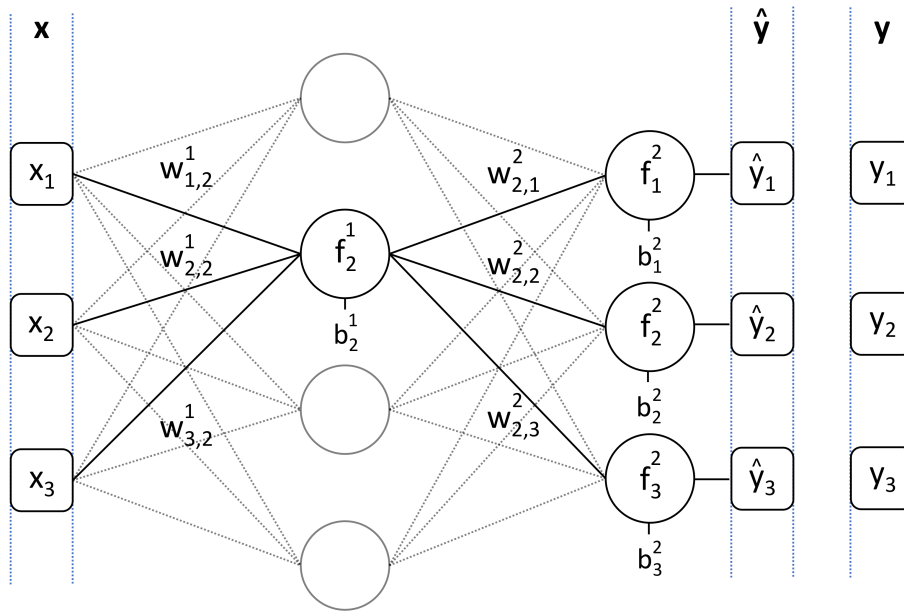 x ŷ y
x₁ w¹₁,₂ w²₂,₁ f²₁ ŷ₁ y₁
b²₁
w¹₂,₂ f¹₂ w²₂,₂
x₂ b¹₂ f²₂ ŷ₂ y₂
b²₂
w¹₃,₂ w²₂,₃
x₃ f²₃ ŷ₃ y₃
b²₃